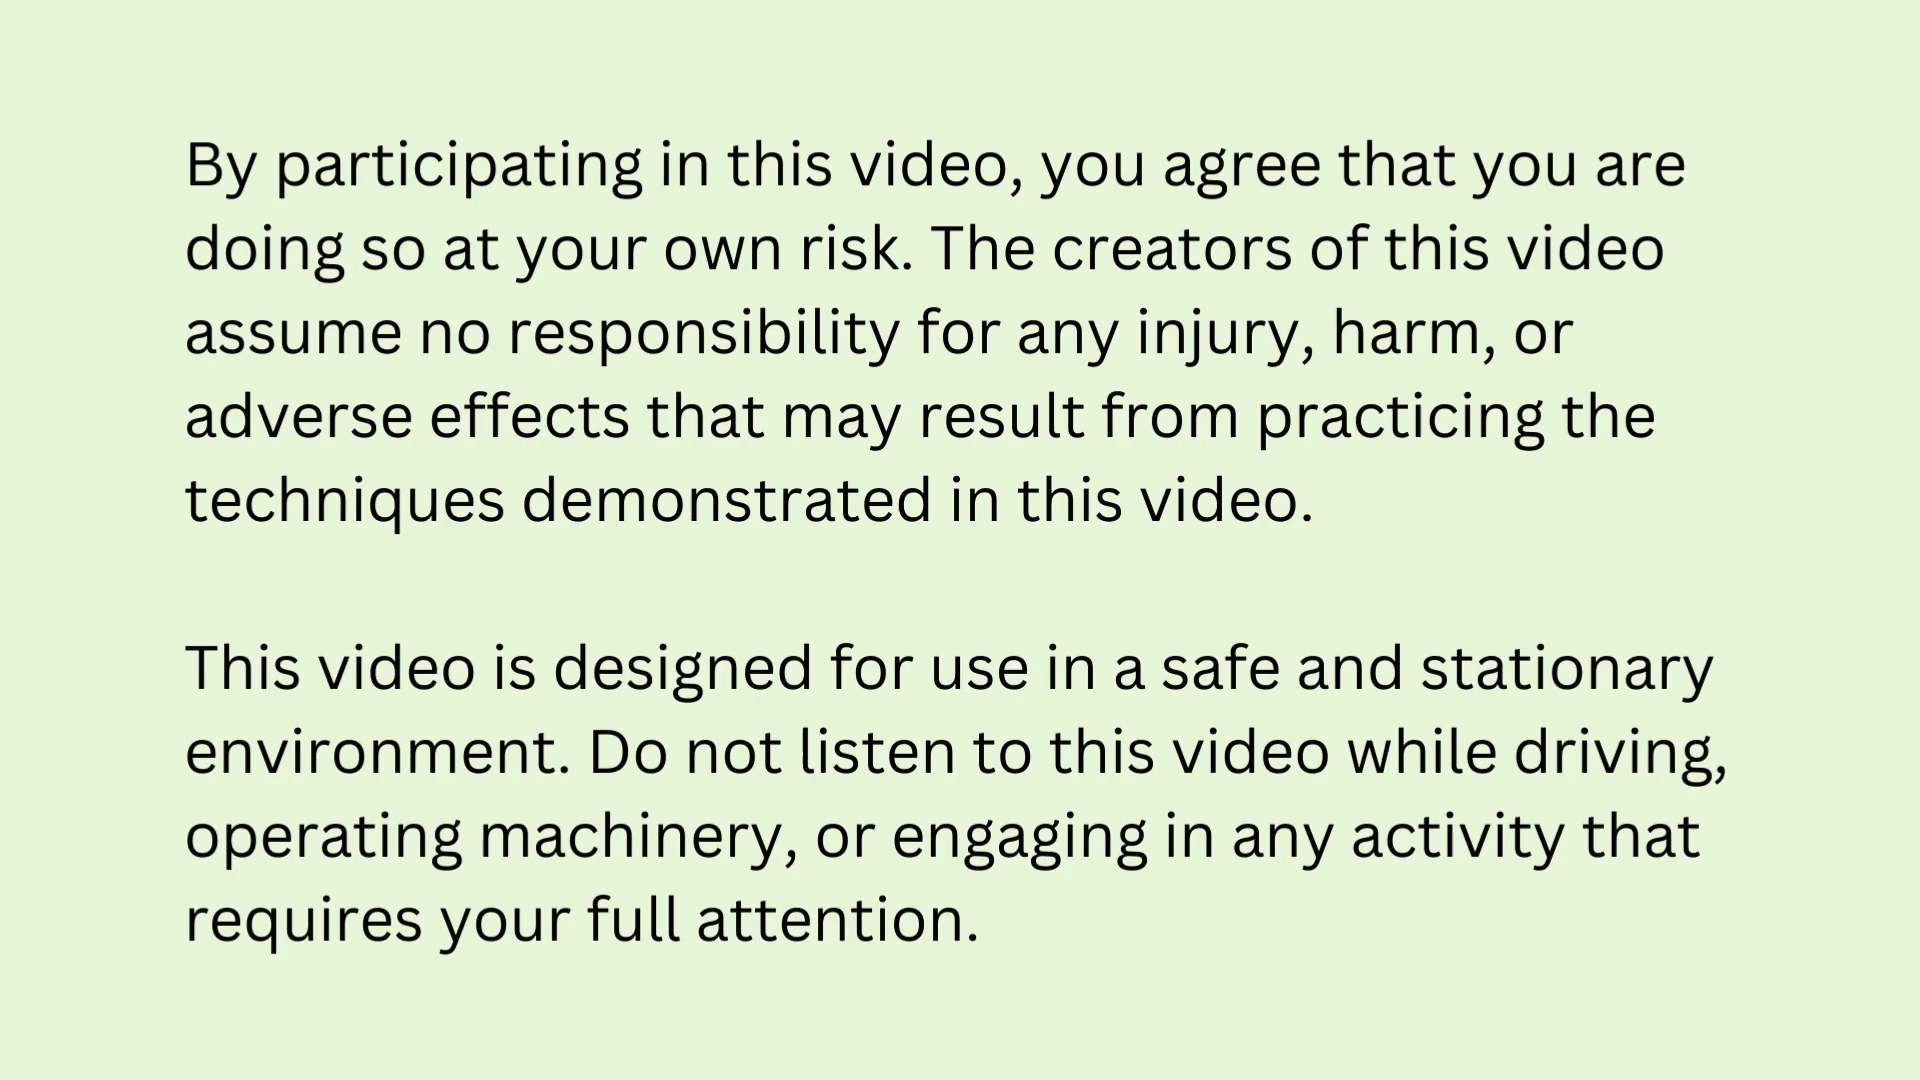 By participating in this video, you agree that you are
doing so at your own risk. The creators of this video
assume no responsibility for any injury, harm, or
adverse effects that may result from practicing the
techniques demonstrated in this video.
This video is designed for use in a safe and stationary
environment. Do not listen to this video while driving,
operating machinery, or engaging in any activity that
requires your full attention.